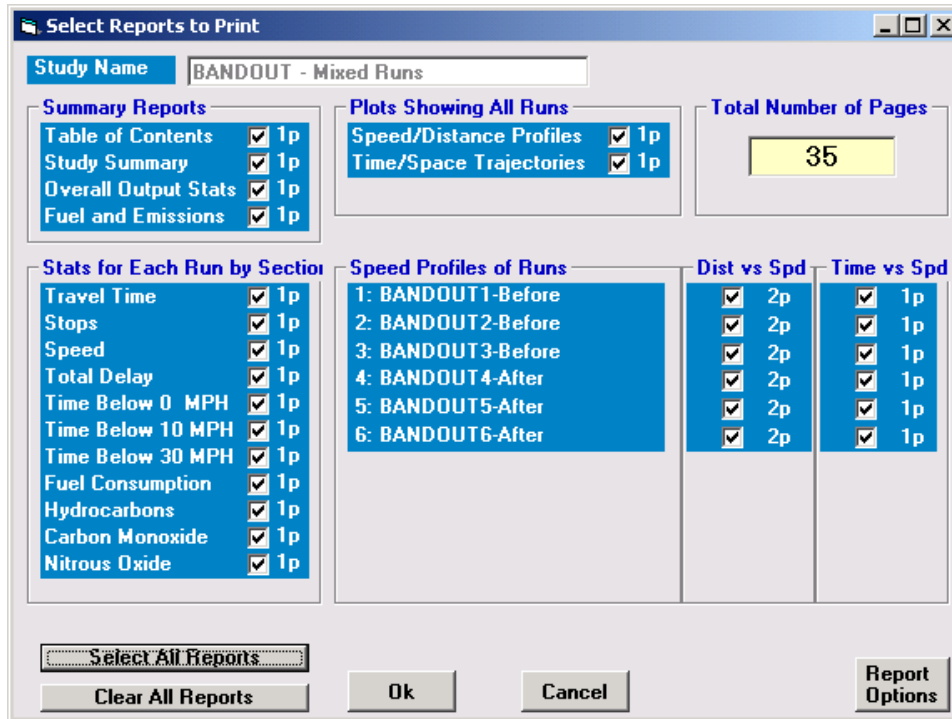 Select Reports to Print
Study Name BANDOUT - Mixed Runs
Summary Reports
Table of Contents 1p
Study Summary 1p
Overall Output Stats 1p
Fuel and Emissions 1p
Plots Showing All Runs
Speed/Distance Profiles 1p
Time/Space Trajectories 1p
Total Number of Pages
35
Stats for Each Run by Section
Travel Time 1p
Stops 1p
Speed 1p
Total Delay 1p
Time Below 0 MPH 1p
Time Below 10 MPH 1p
Time Below 30 MPH 1p
Fuel Consumption 1p
Hydrocarbons 1p
Carbon Monoxide 1p
Nitrous Oxide 1p
Speed Profiles of Runs Dist vs Spd Time vs Spd
1: BANDOUT1-Before 2p 1p
2: BANDOUT2-Before 2p 1p
3: BANDOUT3-Before 2p 1p
4: BANDOUT4-After 2p 1p
5: BANDOUT5-After 2p 1p
6: BANDOUT6-After 2p 1p
Select All Reports
Clear All Reports
Ok
Cancel
Report
Options